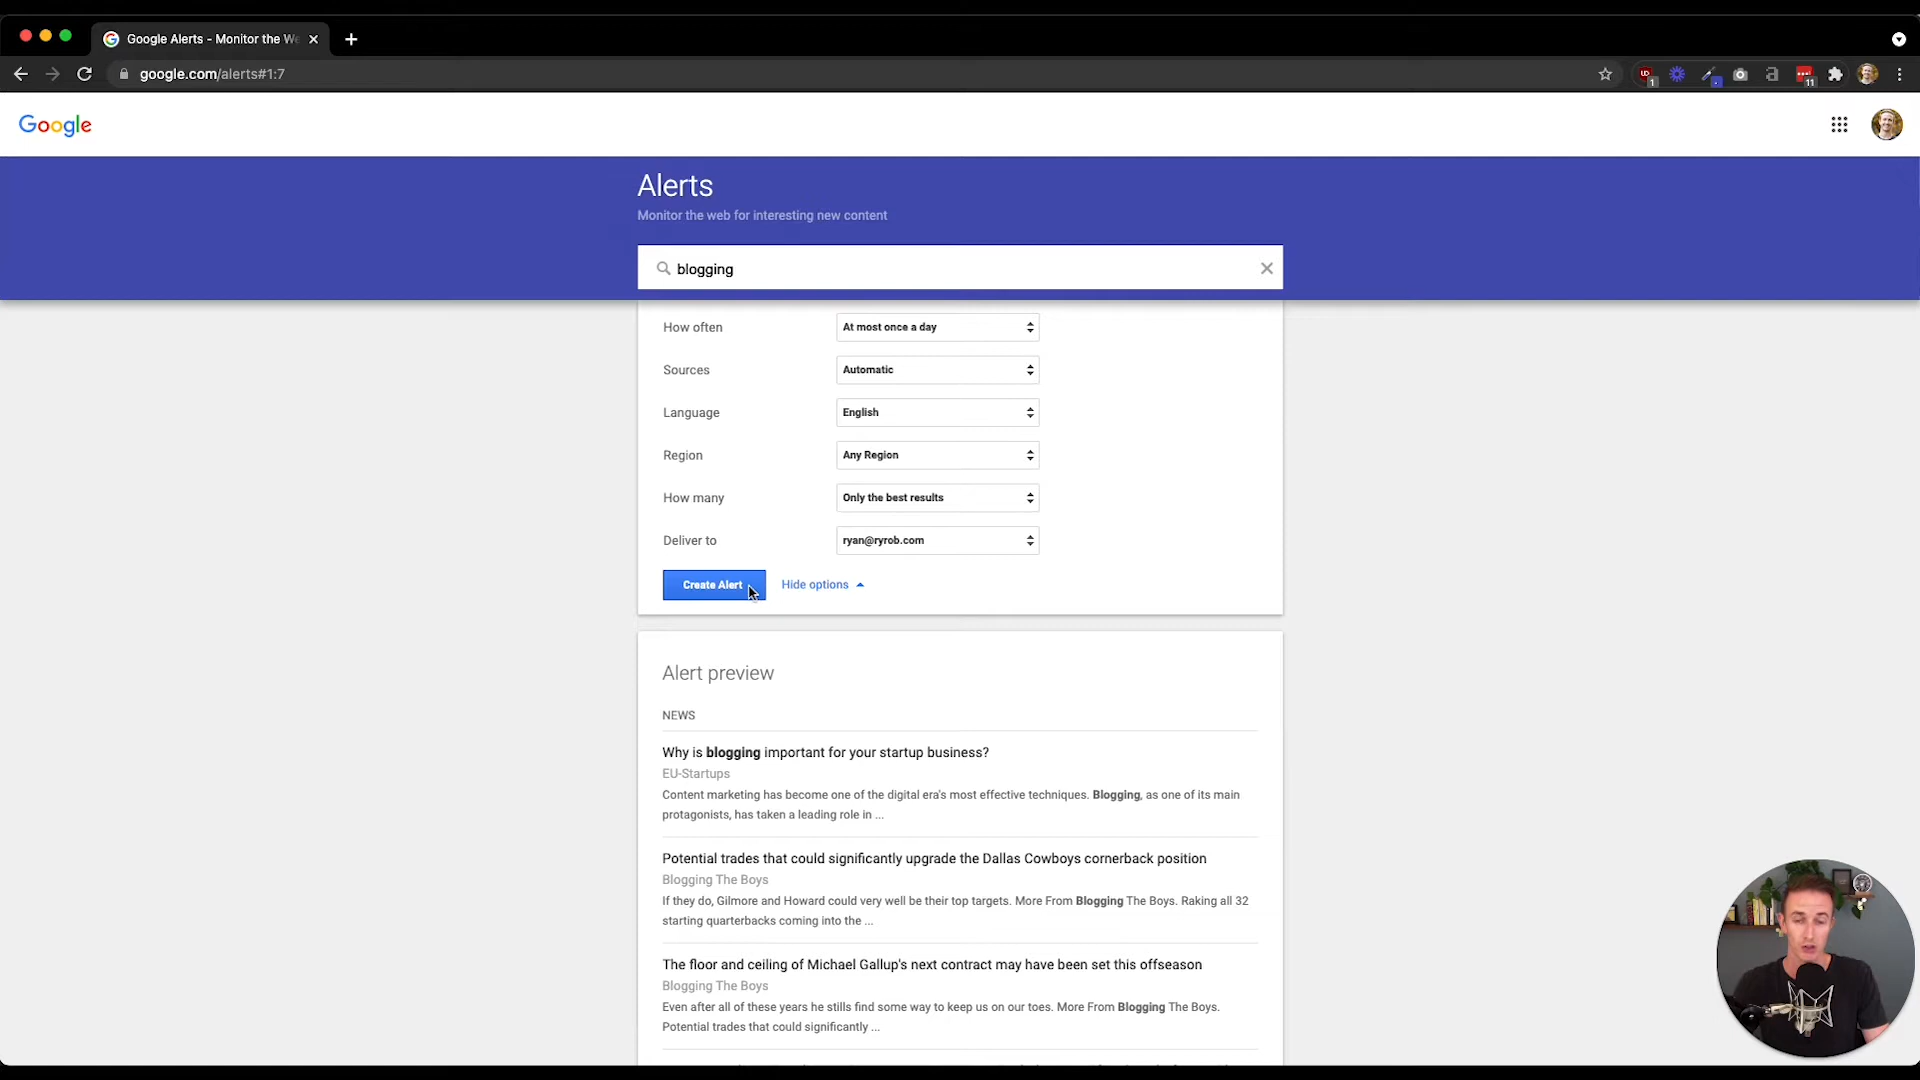 Google Alerts - Monitor the We
google.com/alerts#1:7
1
11
Google
Alerts
Monitor the web for interesting new content
blogging
How often
At most once a day
Sources
Automatic
Language
English
Region
Any Region
How many
Only the best results
Deliver to
ryan@ryrob.com
Create Alert
Hide options
Alert preview
NEWS
Why is blogging important for your startup business?
EU-Startups
Content marketing has become one of the digital era's most effective techniques. Blogging, as one of its main
protagonists, has taken a leading role in ...
Potential trades that could significantly upgrade the Dallas Cowboys cornerback position
Blogging The Boys
If they do, Gilmore and Howard could very well be their top targets. More From Blogging The Boys. Raking all 32
starting quarterbacks coming into the ...
The floor and ceiling of Michael Gallup's next contract may have been set this offseason
Blogging The Boys
Even after all of these years he stills find some way to keep us on our toes. More From Blogging The Boys.
Potential trades that could significantly ...